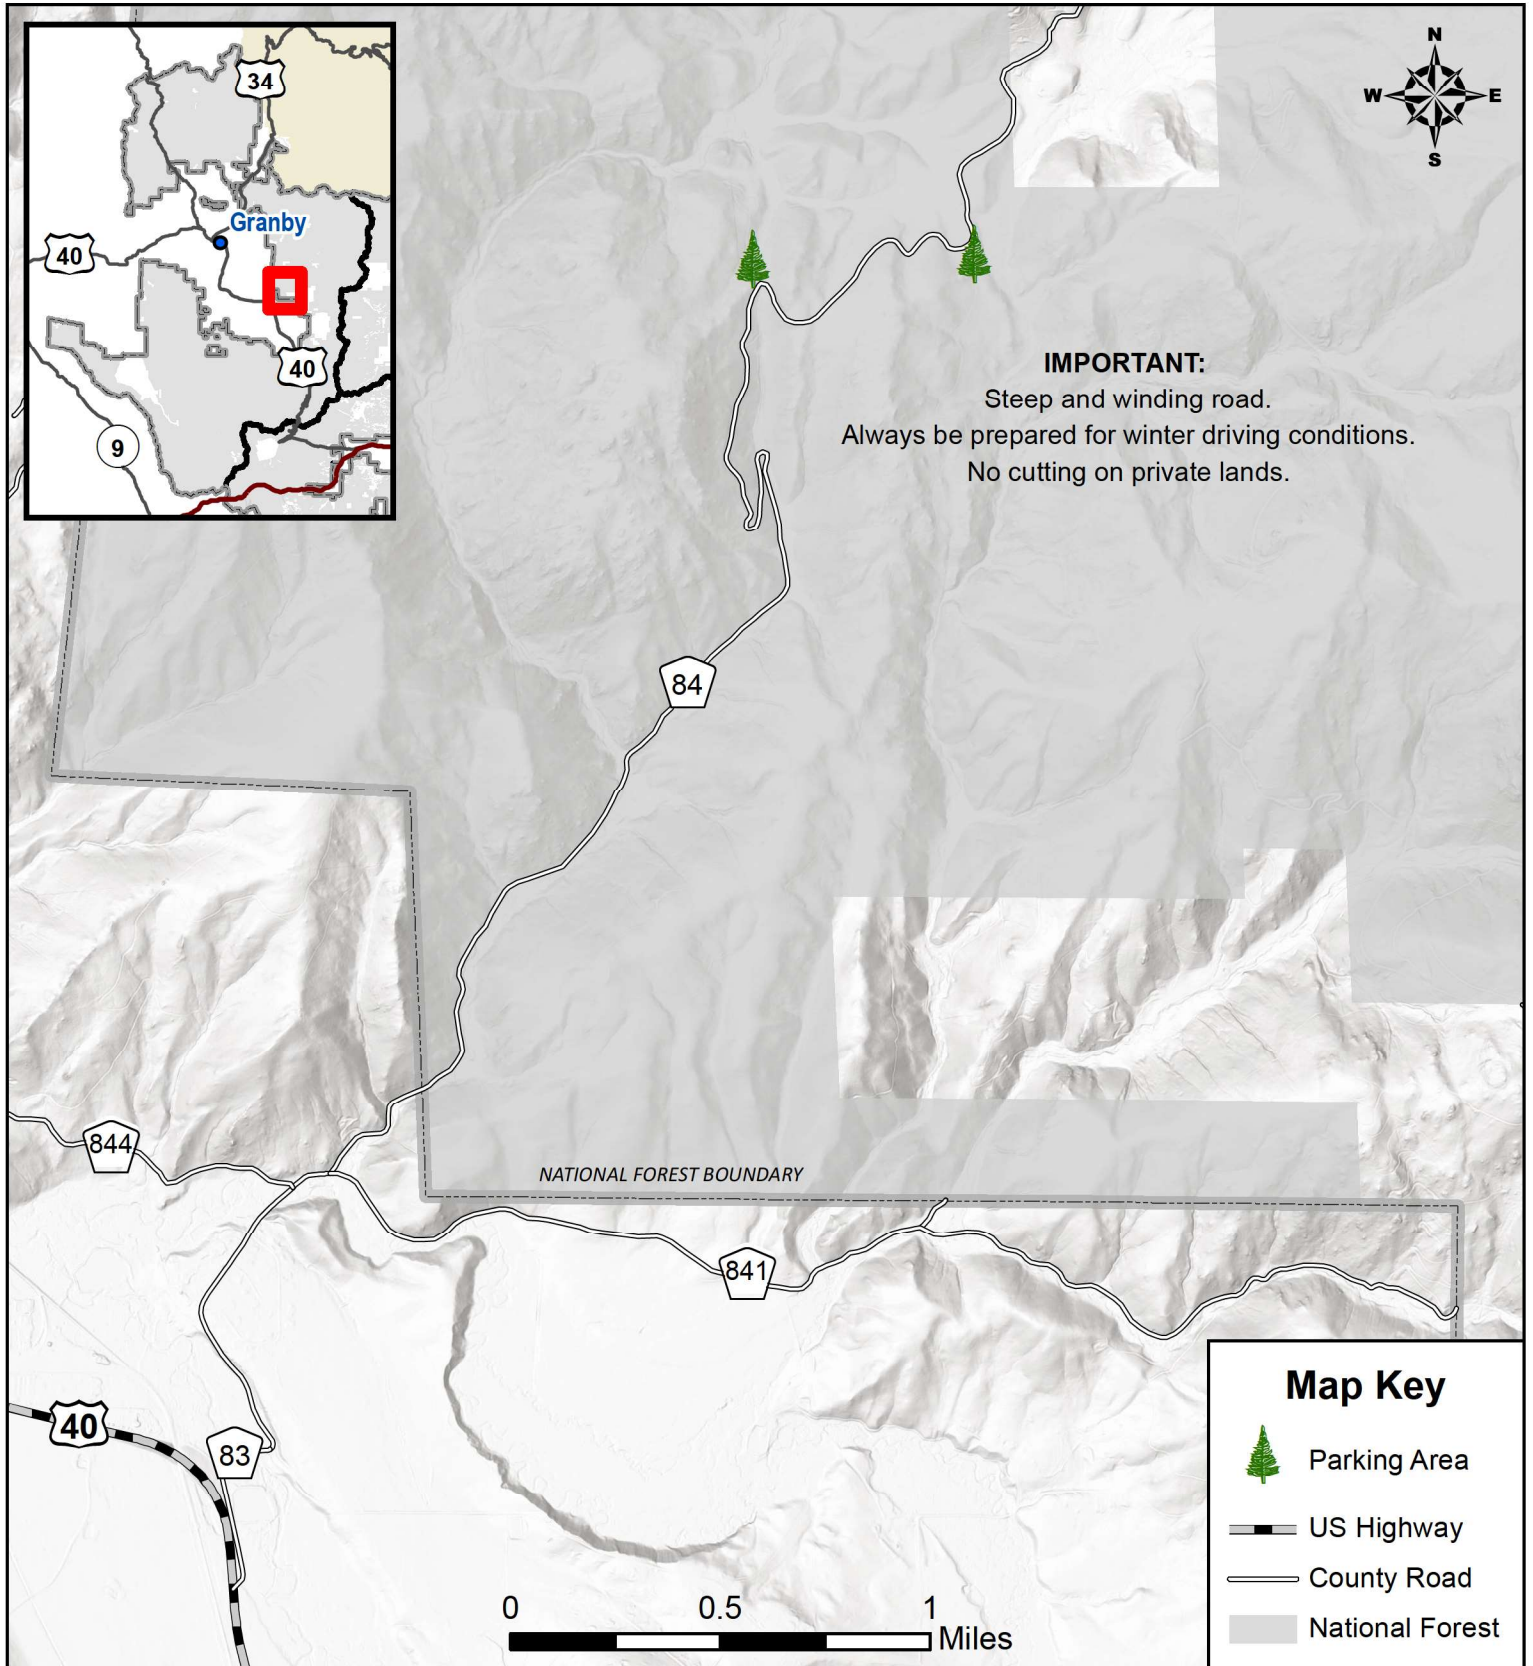 34
Granby
40
40
9
N
W
E
S
IMPORTANT:
Steep and winding road.
Always be prepared for winter driving conditions.
No cutting on private lands.
84
844
NATIONAL FOREST BOUNDARY
841
40
83
Map Key
Parking Area
US Highway
County Road
National Forest
0 0.5 1
Miles